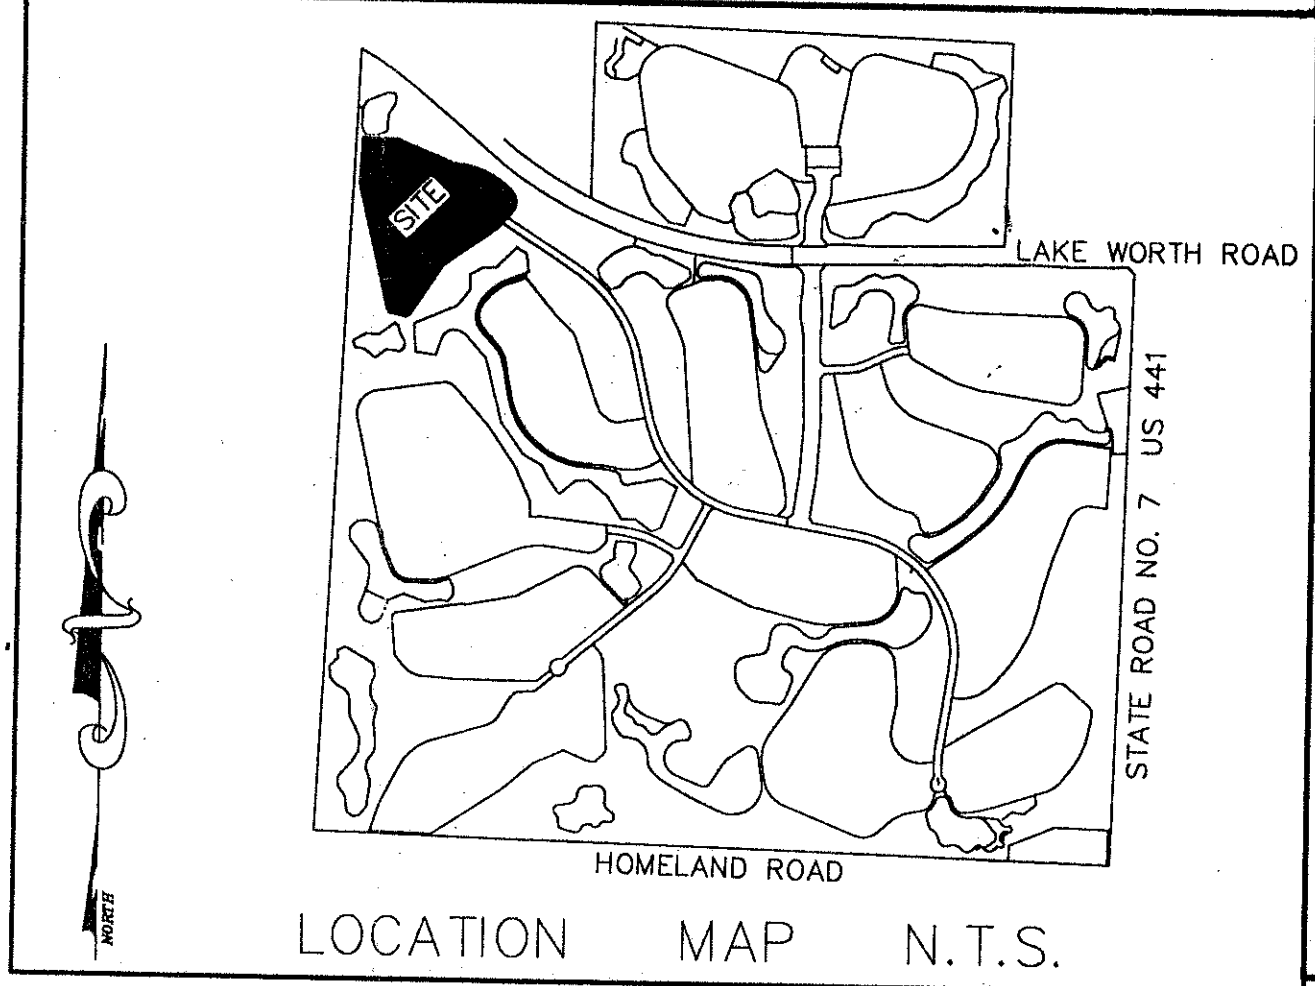 SITE
LAKE WORTH ROAD
STATE ROAD NO. 7 US 441
HOMELAND ROAD
NORTH
LOCATION MAP N.T.S.